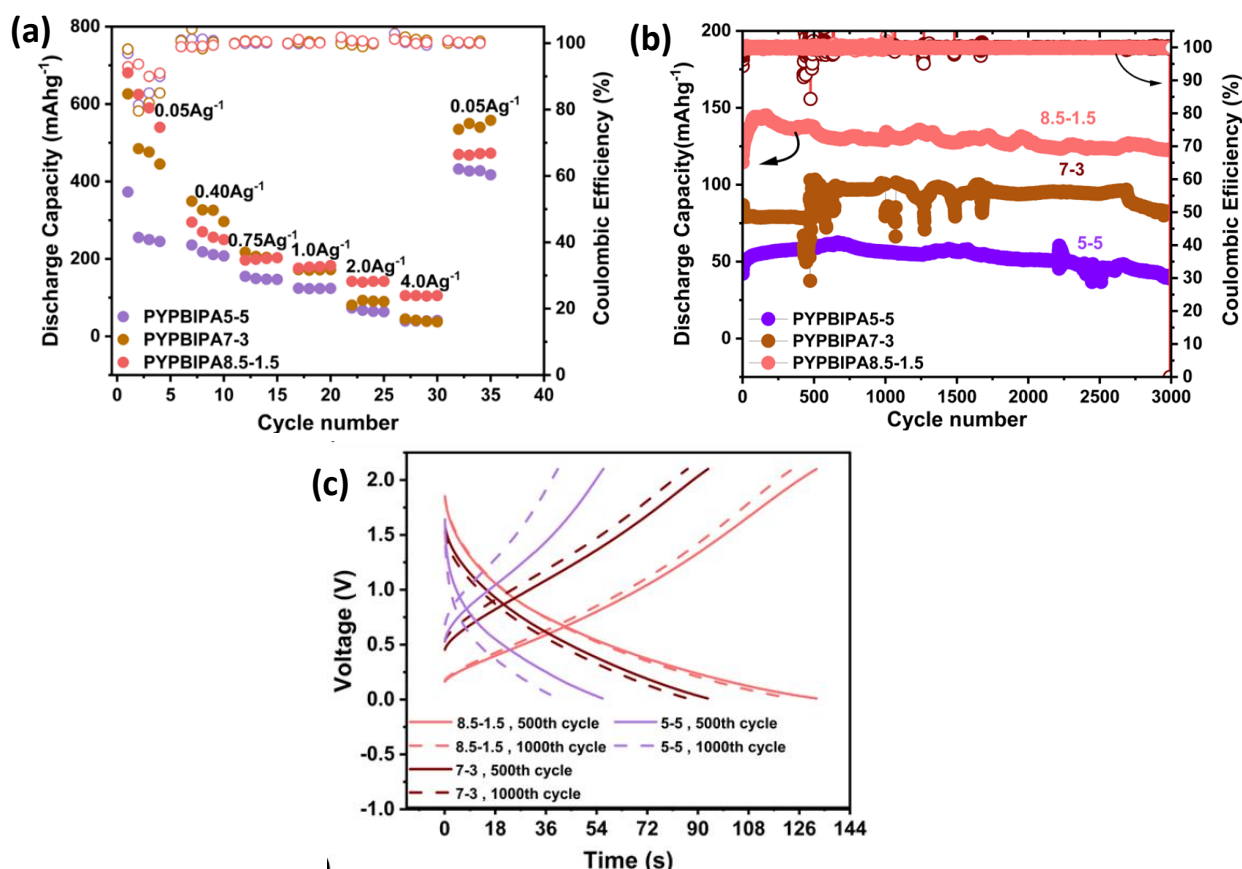 (a)
Discharge Capacity (mAhg-1)
800
600
400
200
0
0.05Ag-1
0.40Ag-1
0.75Ag-1
1.0Ag-1
2.0Ag-1
4.0Ag-1
0.05Ag-1
PYPBIPA5-5
PYPBIPA7-3
PYPBIPA8.5-1.5
100
80
60
40
20
0
Coulombic Efficiency (%)
0 5 10 15 20 25 30 35 40
Cycle number
(b)
Discharge Capacity(mAhg-1)
200
150
100
50
0
8.5-1.5
7-3
5-5
PYPBIPA5-5
PYPBIPA7-3
PYPBIPA8.5-1.5
100
90
80
70
60
50
40
30
20
10
0
Coulombic Efiiciency (%)
0 500 1000 1500 2000 2500 3000
Cycle number
(c)
Voltage (V)
2.0
1.5
1.0
0.5
0.0
-0.5
-1.0
8.5-1.5 , 500th cycle
8.5-1.5 , 1000th cycle
7-3 , 500th cycle
7-3 , 1000th cycle
5-5 , 500th cycle
5-5 , 1000th cycle
0 18 36 54 72 90 108 126 144
Time (s)